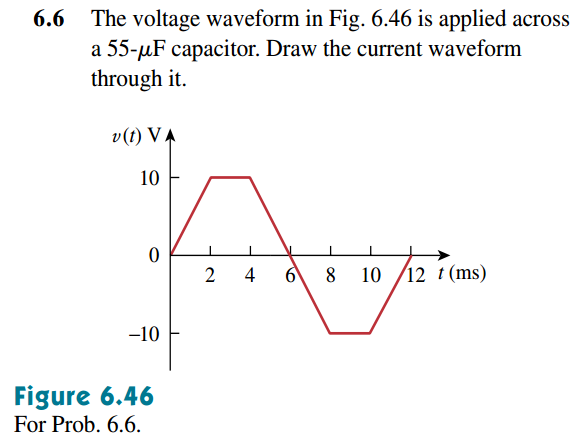 6.6 The voltage waveform in Fig. 6.46 is applied across
a 55-μF capacitor. Draw the current waveform
through it.
v(t) V
10
0
2 4 6 8 10 12 t (ms)
–10
Figure 6.46
For Prob. 6.6.